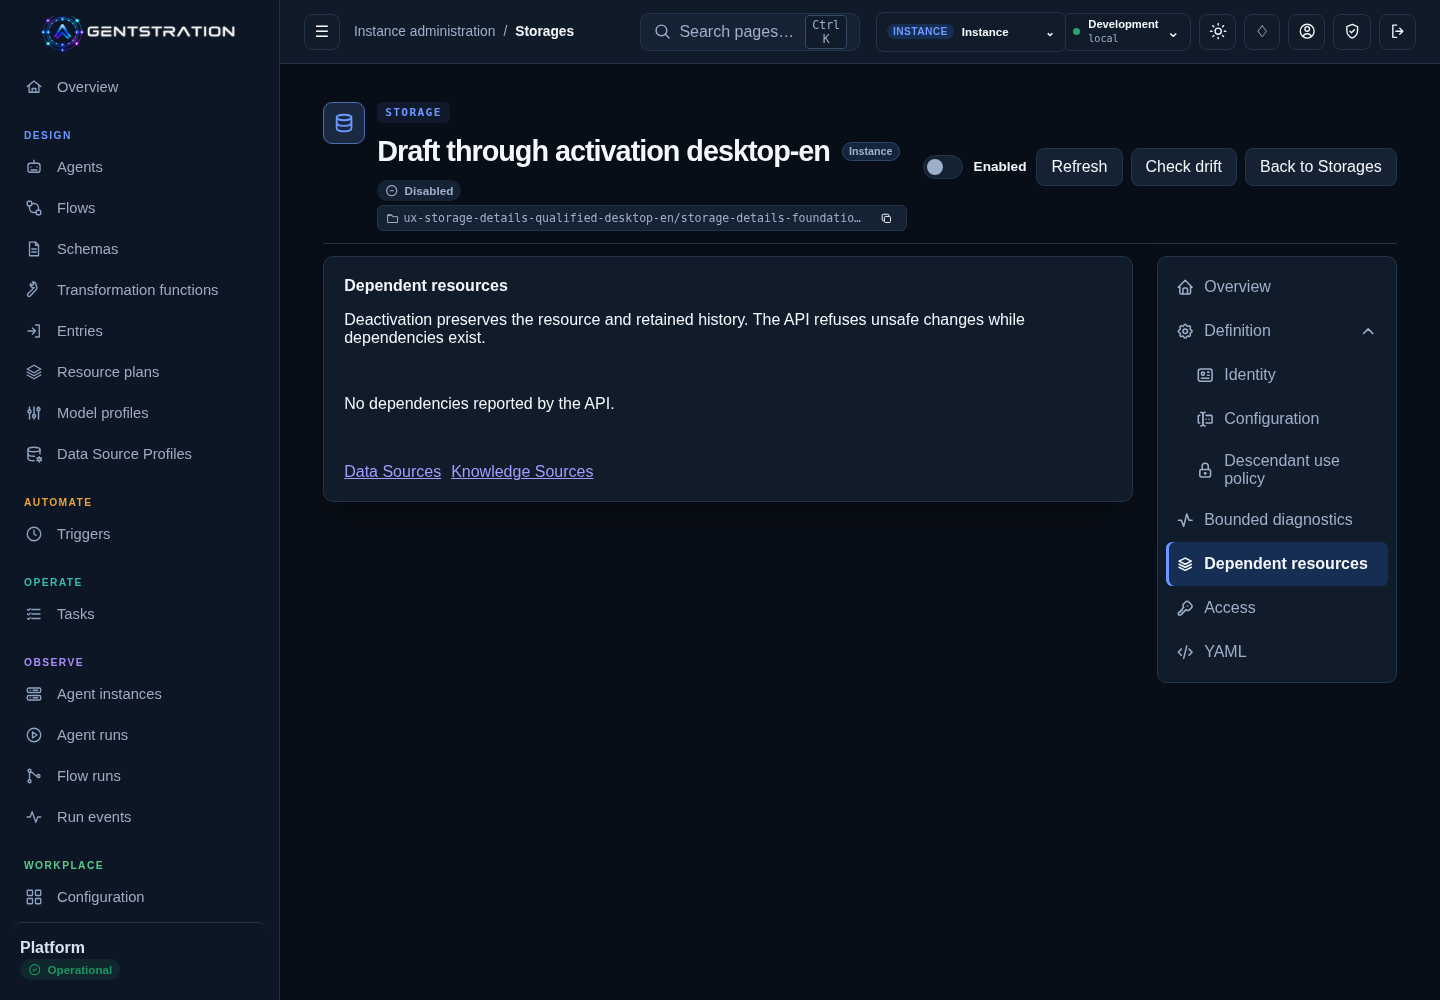 GENTSTRATION
Overview
DESIGN
Agents
Flows
Schemas
Transformation functions
Entries
Resource plans
Model profiles
Data Source Profiles
AUTOMATE
Triggers
OPERATE
Tasks
OBSERVE
Agent instances
Agent runs
Flow runs
Run events
WORKPLACE
Configuration
Platform
Operational
Instance administration / Storages
Search pages… Ctrl K
INSTANCE Instance
Development
local
STORAGE
Draft through activation desktop-en Instance
Disabled
ux-storage-details-qualified-desktop-en/storage-details-foundatio…
Enabled Refresh Check drift Back to Storages
Dependent resources
Deactivation preserves the resource and retained history. The API refuses unsafe changes while
dependencies exist.
No dependencies reported by the API.
Data Sources Knowledge Sources
Overview
Definition
Identity
Configuration
Descendant use
policy
Bounded diagnostics
Dependent resources
Access
YAML